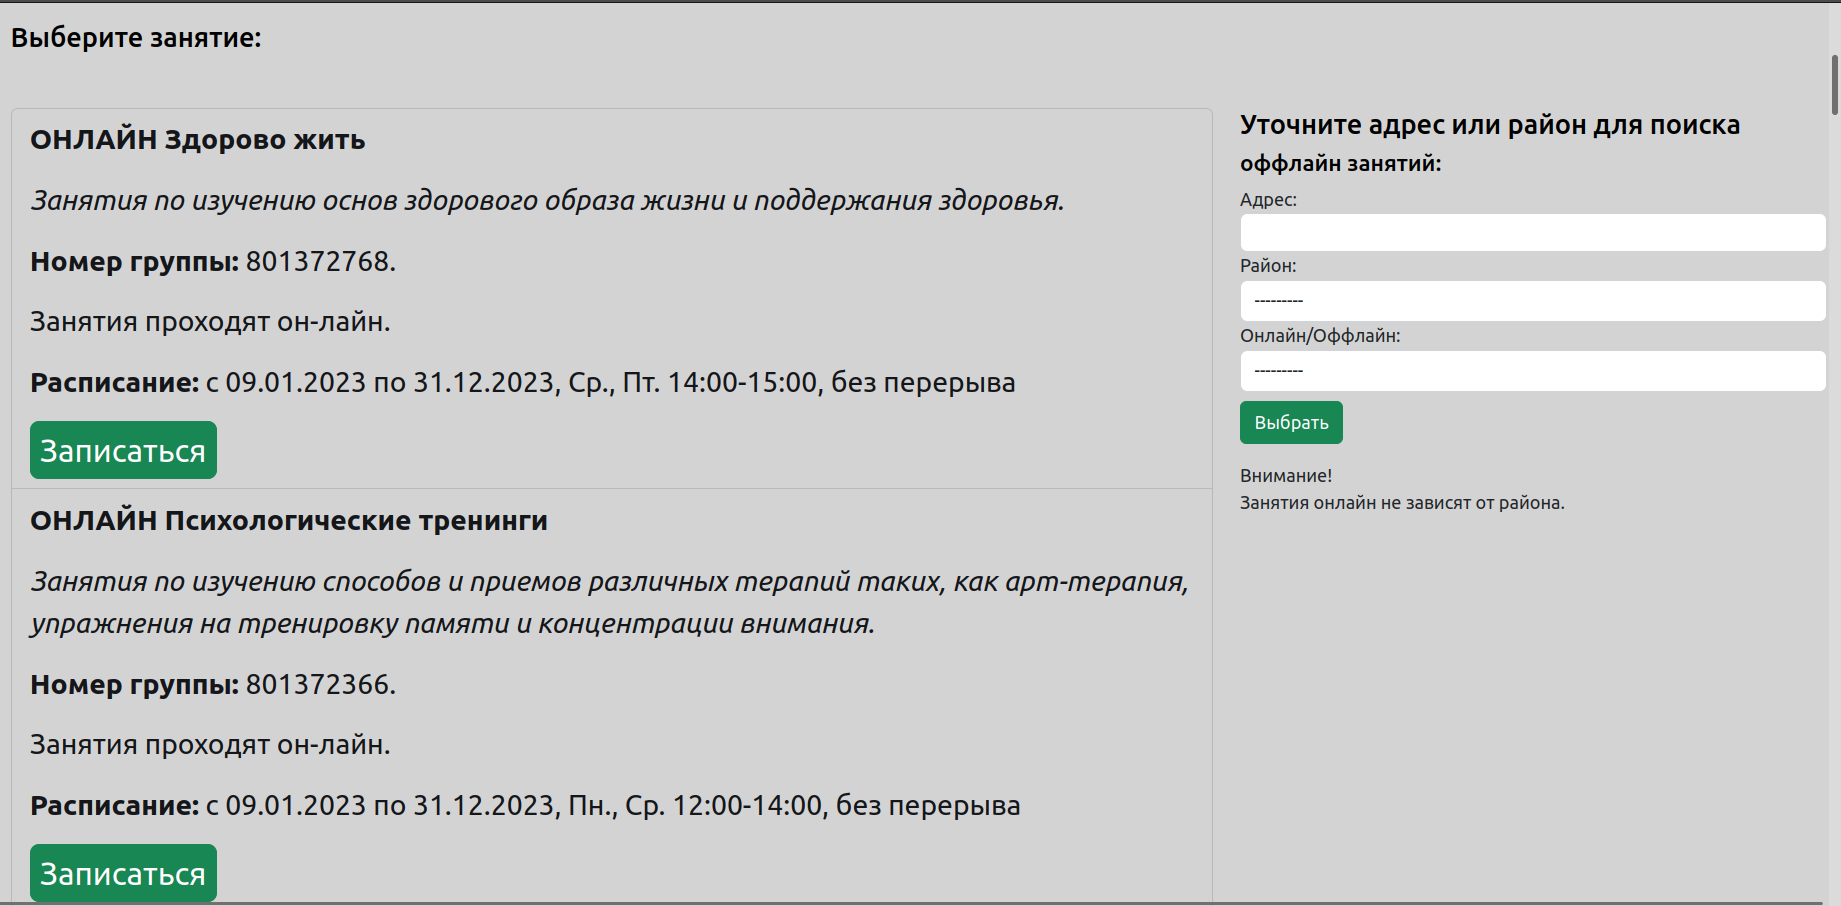 Выберите занятие:
ОНЛАЙН Здорово жить
Занятия по изучению основ здорового образа жизни и поддержания здоровья.
Номер группы: 801372768.
Занятия проходят он-лайн.
Расписание: с 09.01.2023 по 31.12.2023, Ср., Пт. 14:00-15:00, без перерыва
Записаться
ОНЛАЙН Психологические тренинги
Занятия по изучению способов и приемов различных терапий таких, как арт-терапия,
упражнения на тренировку памяти и концентрации внимания.
Номер группы: 801372366.
Занятия проходят он-лайн.
Расписание: с 09.01.2023 по 31.12.2023, Пн., Ср. 12:00-14:00, без перерыва
Записаться
Уточните адрес или район для поиска
оффлайн занятий:
Адрес:
Район:
---------
Онлайн/Оффлайн:
---------
Выбрать
Внимание!
Занятия онлайн не зависят от района.